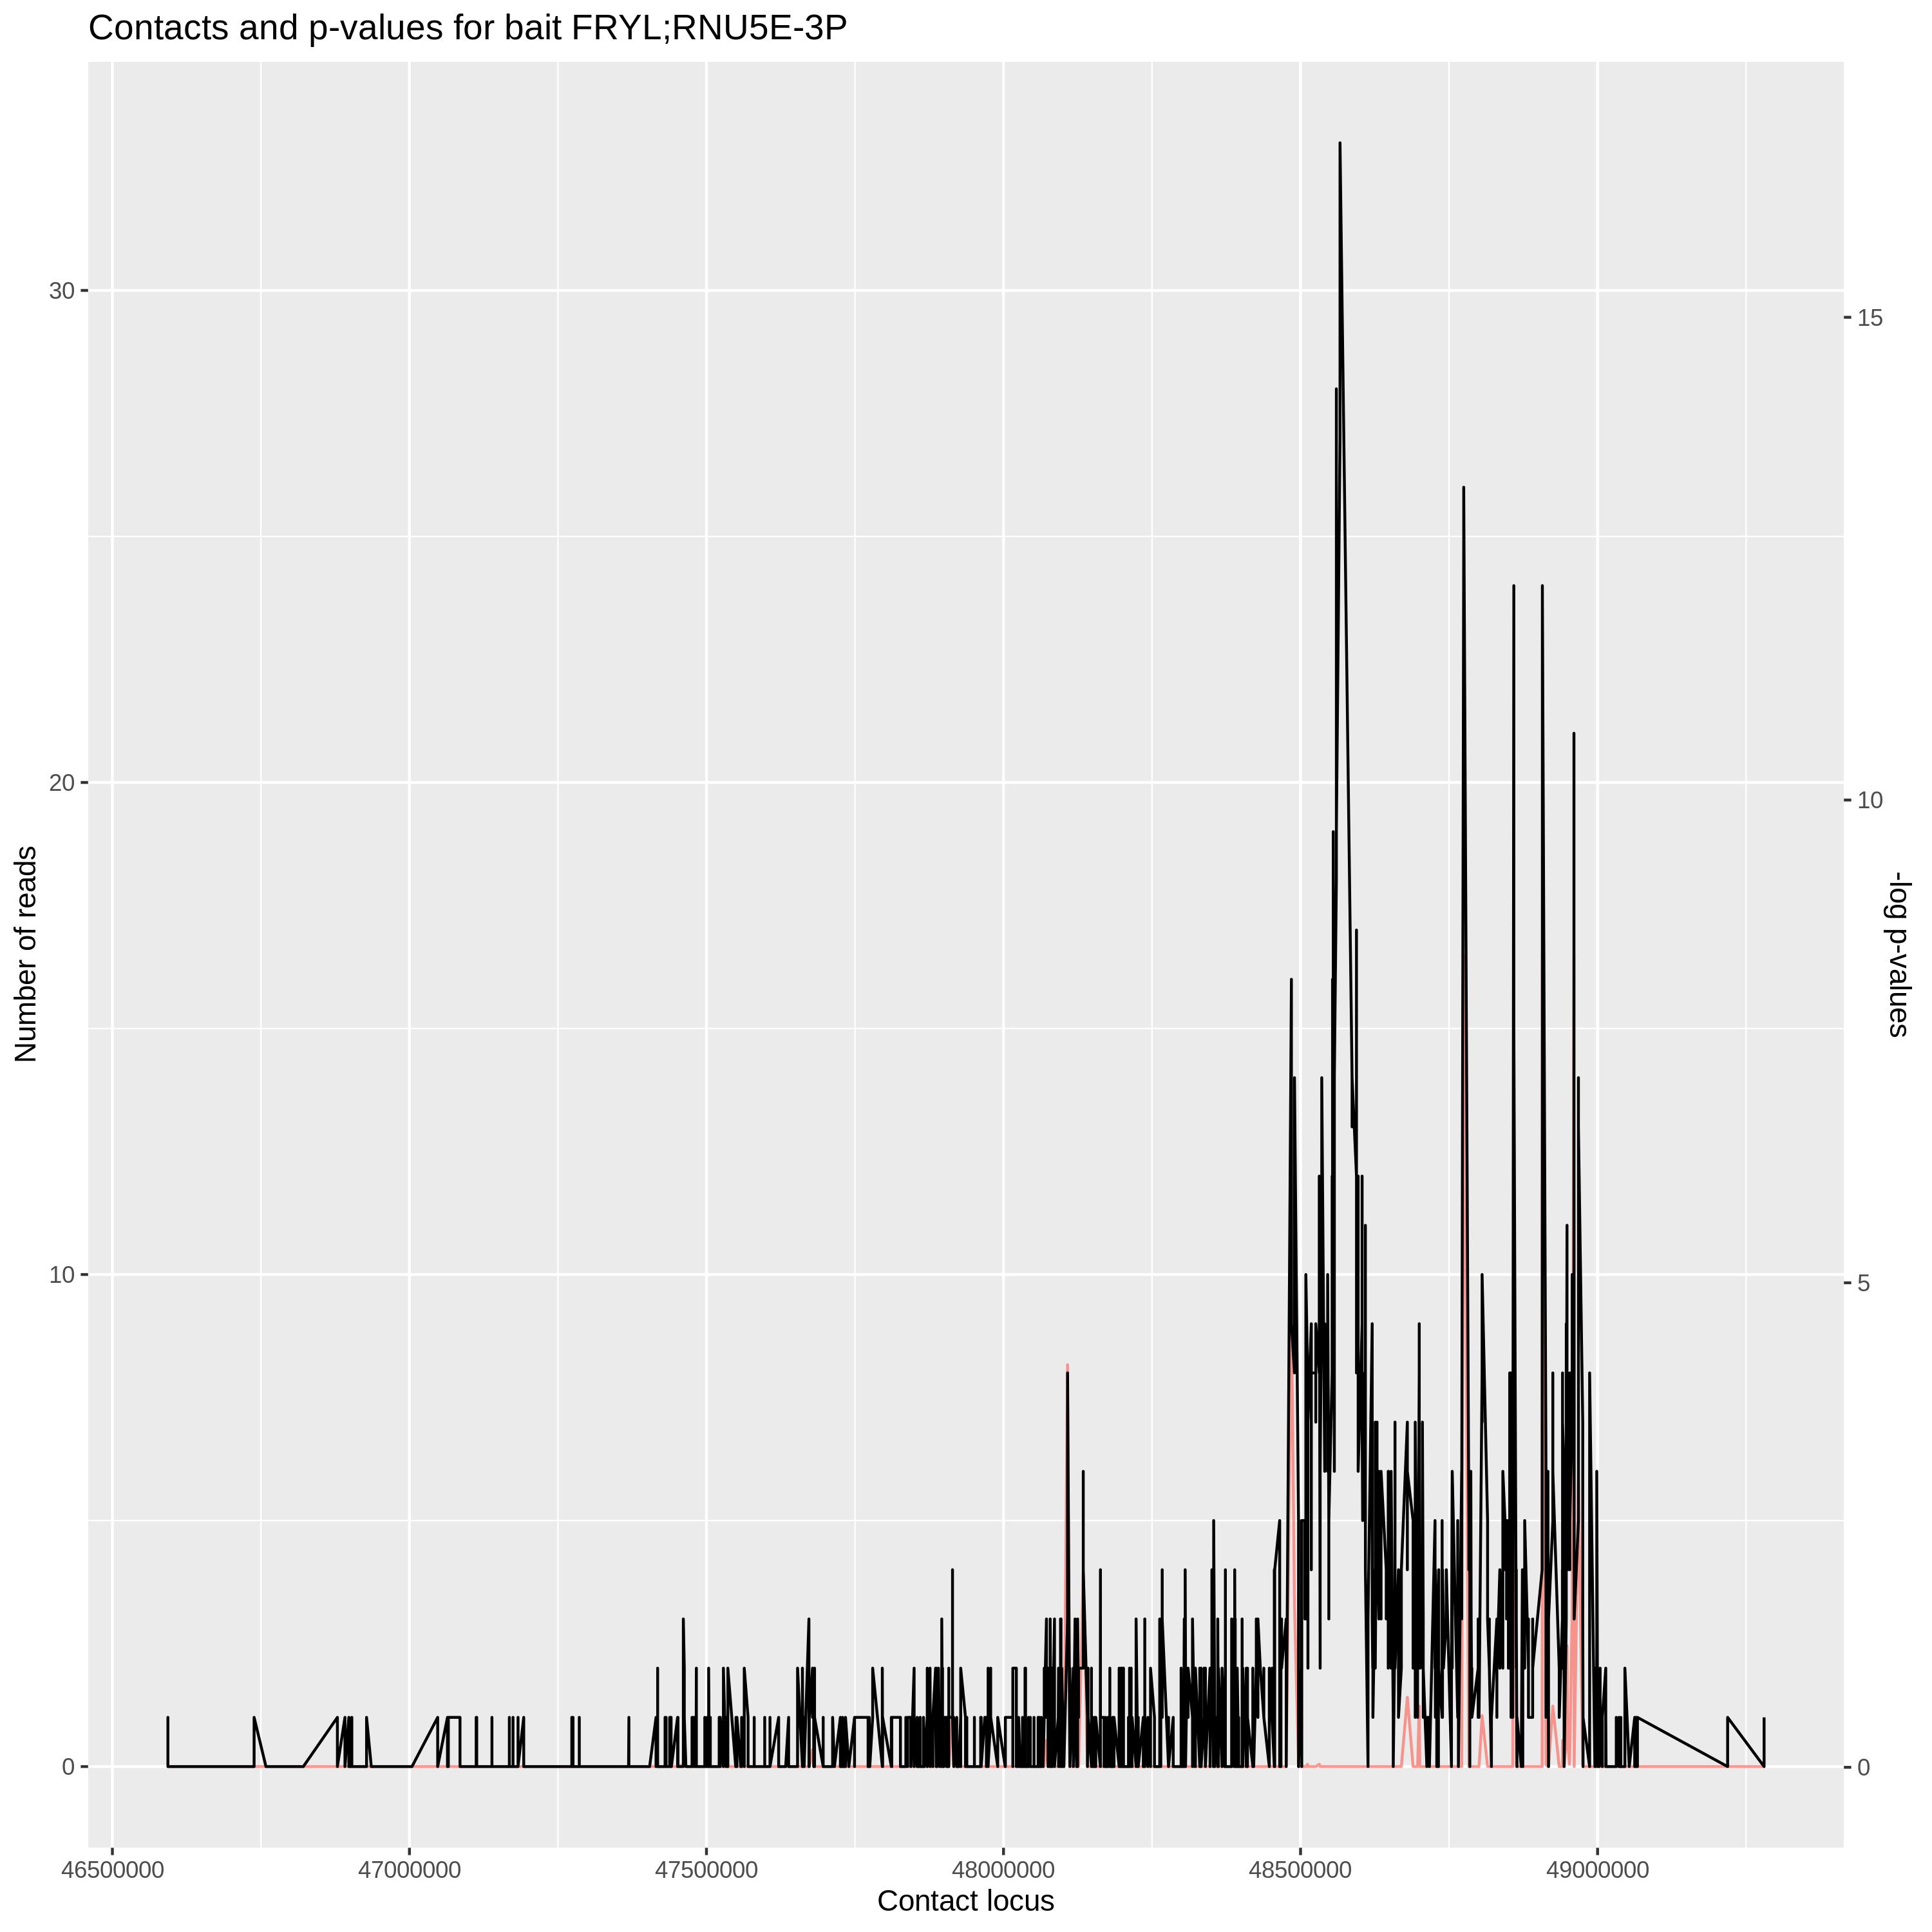 Contacts and p-values for bait FRYL;RNU5E-3P
30
20
10
0
Number of reads
15
10
5
0
-log p-values
46500000 47000000 47500000 48000000 48500000 49000000
Contact locus